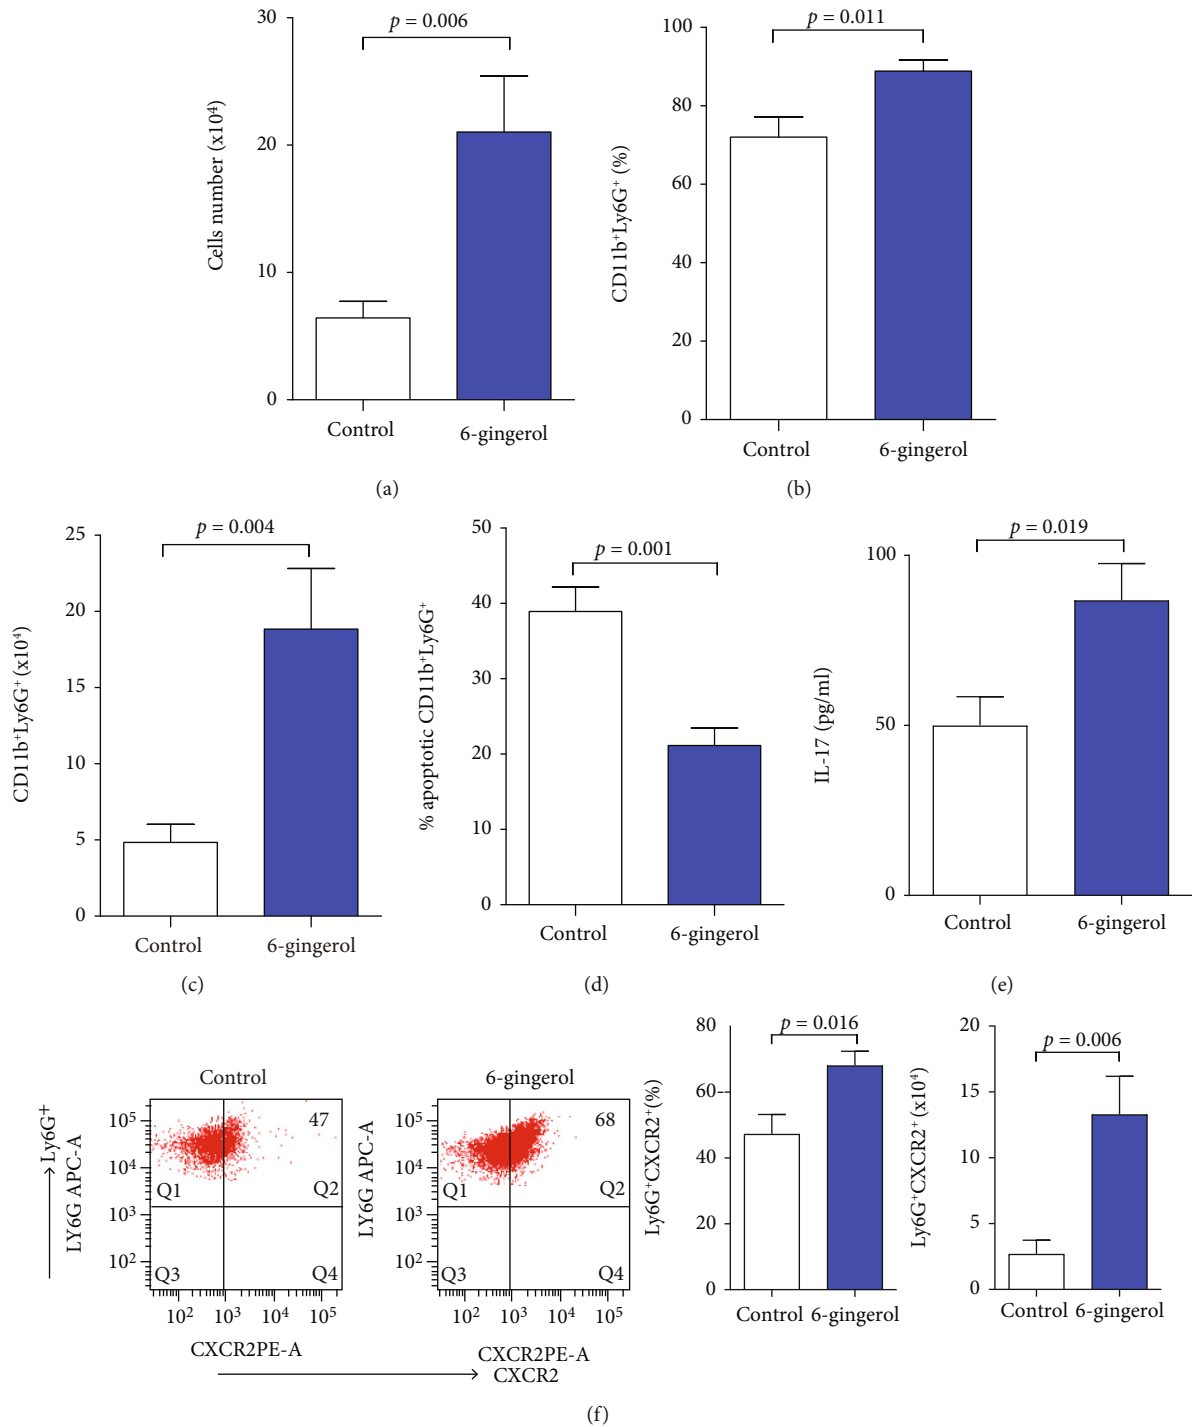 p = 0.006
30
20
10
0
Cells number (x10⁴)
Control
6-gingerol
(a)
p = 0.011
100
80
60
40
20
0
CD11b⁺Ly6G⁺ (%)
Control
6-gingerol
(b)
p = 0.004
25
20
15
10
5
0
CD11b⁺Ly6G⁺ (x10⁴)
Control
6-gingerol
(c)
p = 0.001
50
40
30
20
10
0
% apoptotic CD11b⁺Ly6G⁺
Control
6-gingerol
(d)
p = 0.019
100
50
0
IL-17 (pg/ml)
Control
6-gingerol
(e)
Control
Ly6G⁺
LY6G APC-A
10⁵
10⁴
10³
10²
47
Q1
Q2
Q3
Q4
10² 10³ 10⁴ 10⁵
CXCR2PE-A
6-gingerol
LY6G APC-A
10⁵
10⁴
10³
10²
68
Q1
Q2
Q3
Q4
10² 10³ 10⁴ 10⁵
CXCR2PE-A
CXCR2
p = 0.016
80
60
40
20
0
Ly6G⁺CXCR2⁺(%)
Control
6-gingerol
p = 0.006
20
15
10
5
0
Ly6G⁺CXCR2⁺ (x10⁴)
Control
6-gingerol
(f)